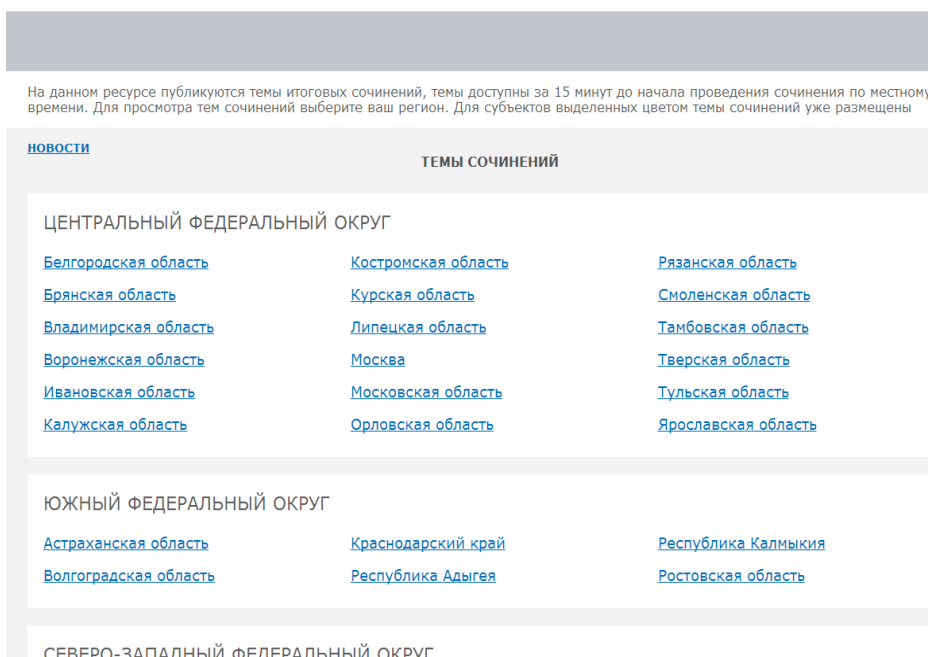 На данном ресурсе публикуются темы итоговых сочинений, темы доступны за 15 минут до начала проведения сочинения по местному
времени. Для просмотра тем сочинений выберите ваш регион. Для субъектов выделенных цветом темы сочинений уже размещены
НОВОСТИ
ТЕМЫ СОЧИНЕНИЙ
ЦЕНТРАЛЬНЫЙ ФЕДЕРАЛЬНЫЙ ОКРУГ
Белгородская область Костромская область Рязанская область
Брянская область Курская область Смоленская область
Владимирская область Липецкая область Тамбовская область
Воронежская область Москва Тверская область
Ивановская область Московская область Тульская область
Калужская область Орловская область Ярославская область
ЮЖНЫЙ ФЕДЕРАЛЬНЫЙ ОКРУГ
Астраханская область Краснодарский край Республика Калмыкия
Волгоградская область Республика Адыгея Ростовская область
СЕВЕРО-ЗАПАДНЫЙ ФЕДЕРАЛЬНЫЙ ОКРУГ